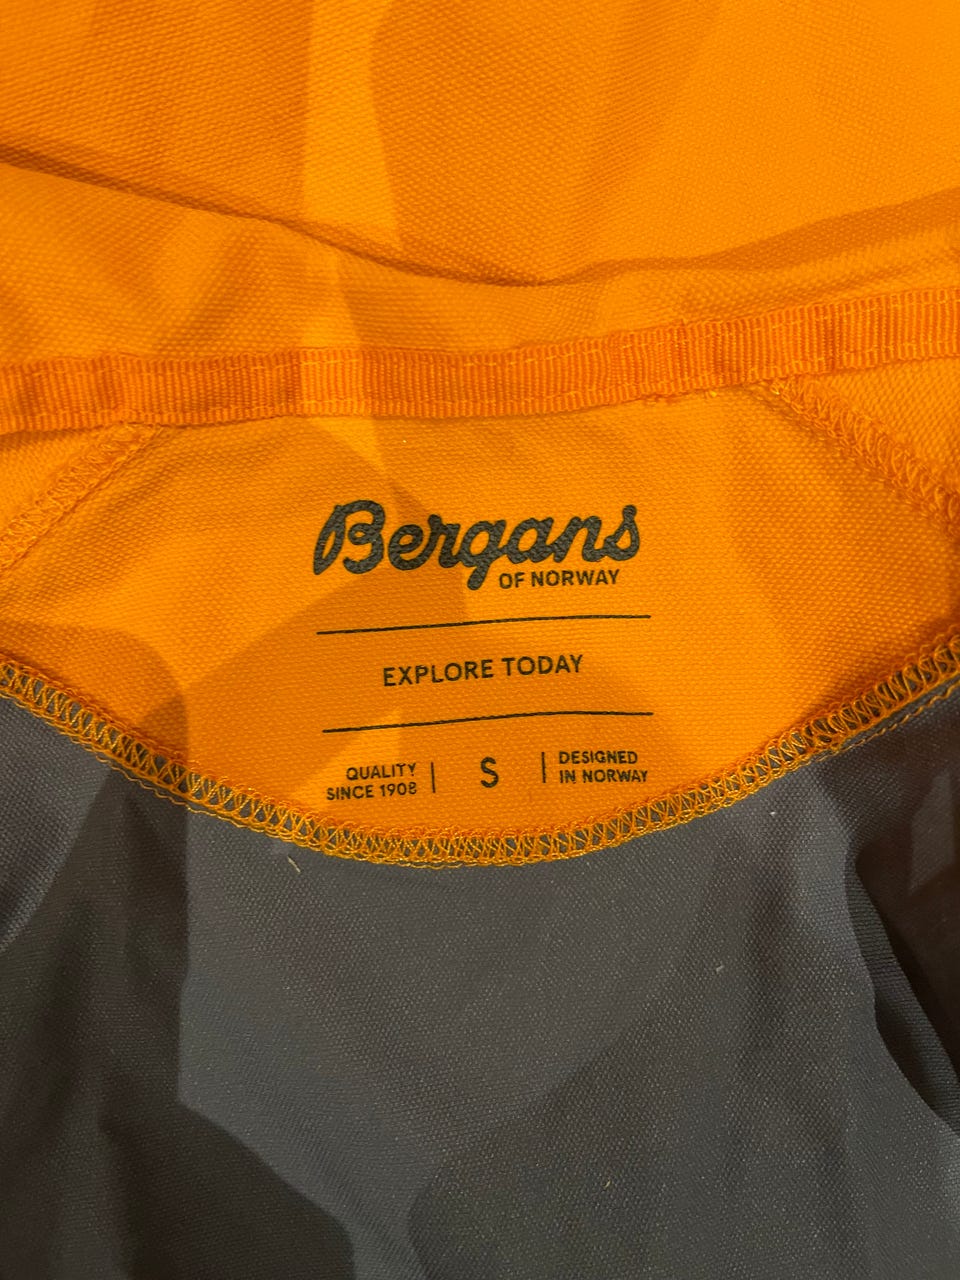 Bergans
OF NORWAY
EXPLORE TODAY
QUALITY
SINCE 1908
S
DESIGNED
IN NORWAY